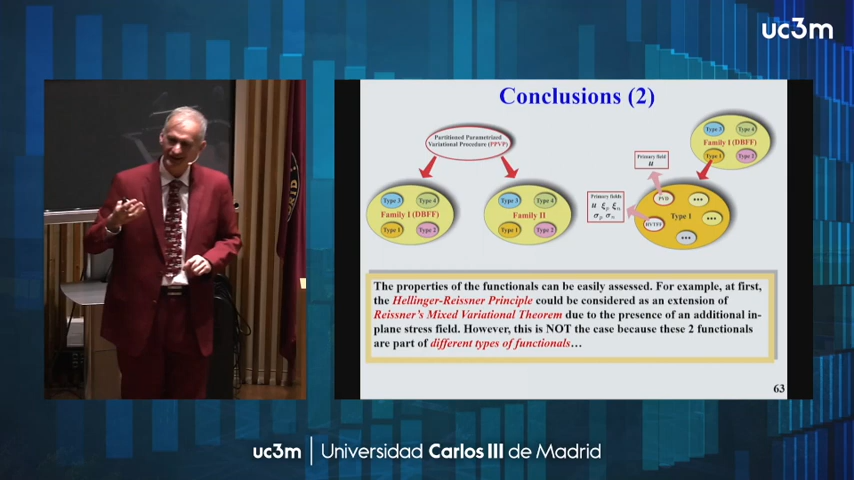 uc3m
Conclusions (2)
Partitioned Parametrized
Variational Procedure (PPVP)
Type 3
Type 4
Family I (DBFF)
Type 1
Type 2
Type 3
Type 4
Family II
Type 1
Type 2
Type 3
Type 4
Family I (DBFF)
Type 1
Type 2
Primary field
u
Primary fields
PVD
Type 1
The properties of the functionals can be easily assessed. For example, at first,
the Hellinger-Reissner Principle could be considered as an extension of
Reissner's Mixed Variational Theorem due to the presence of an additional in-
plane stress field. However, this is NOT the case because these 2 functionals
are part of different types of functionals…
63
uc3m | Universidad Carlos III de Madrid